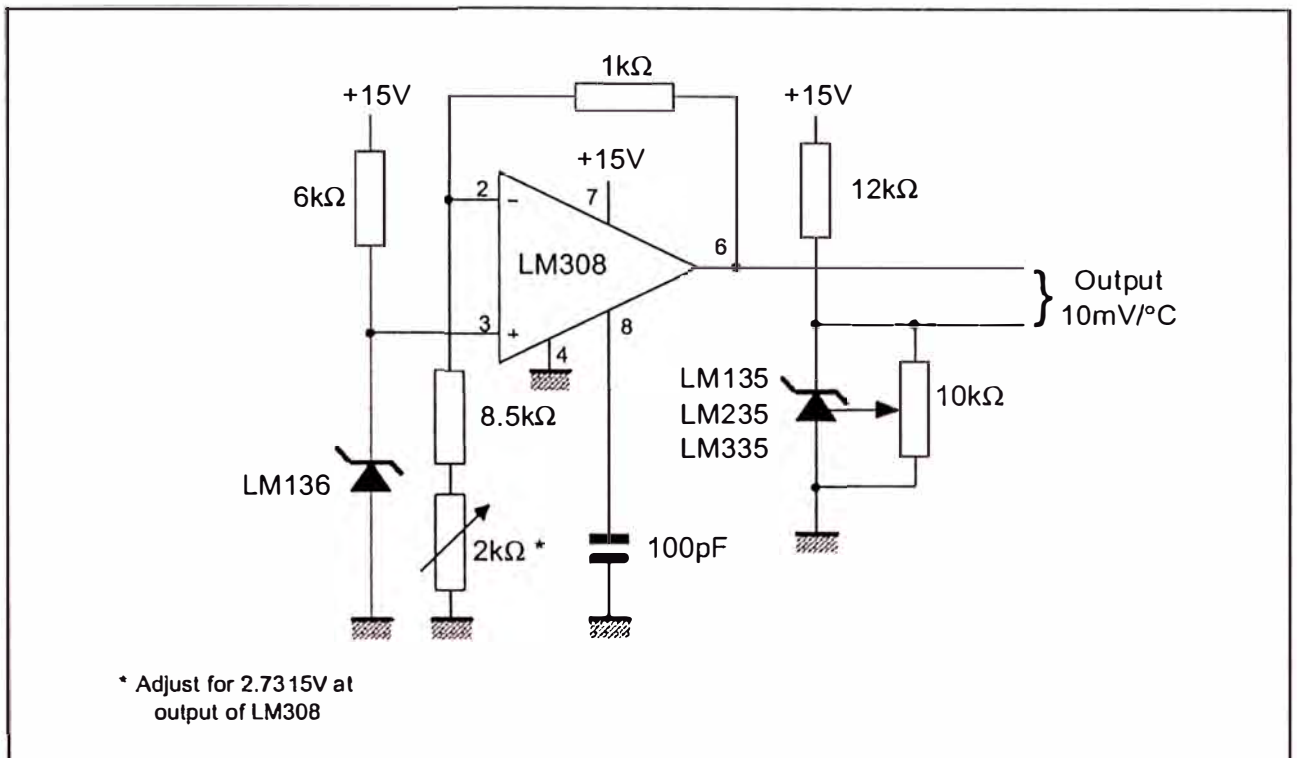 1kΩ
+15V
+15V
+15V
6kΩ
12kΩ
2
−
7
6
LM308
Output
10mV/°C
3
+
8
4
LM135
LM235
LM335
10kΩ
8.5kΩ
LM136
2kΩ *
100pF
* Adjust for 2.7315V at
output of LM308